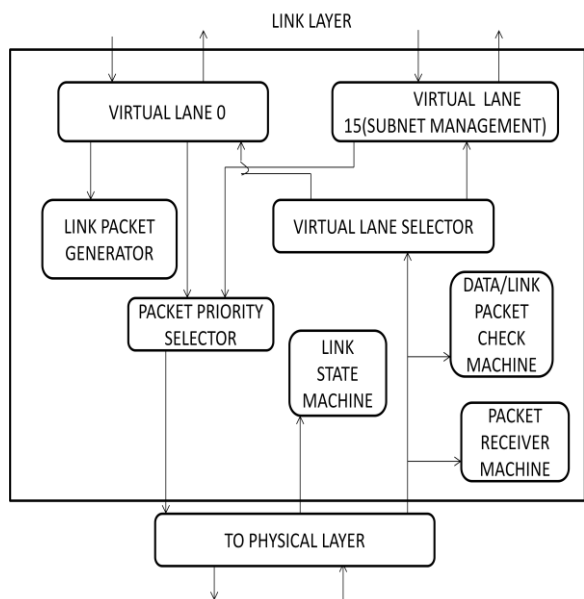 LINK LAYER
VIRTUAL LANE 0
VIRTUAL LANE
15(SUBNET MANAGEMENT)
LINK PACKET
GENERATOR
VIRTUAL LANE SELECTOR
PACKET PRIORITY
SELECTOR
DATA/LINK
PACKET
CHECK
MACHINE
LINK
STATE
MACHINE
PACKET
RECEIVER
MACHINE
TO PHYSICAL LAYER